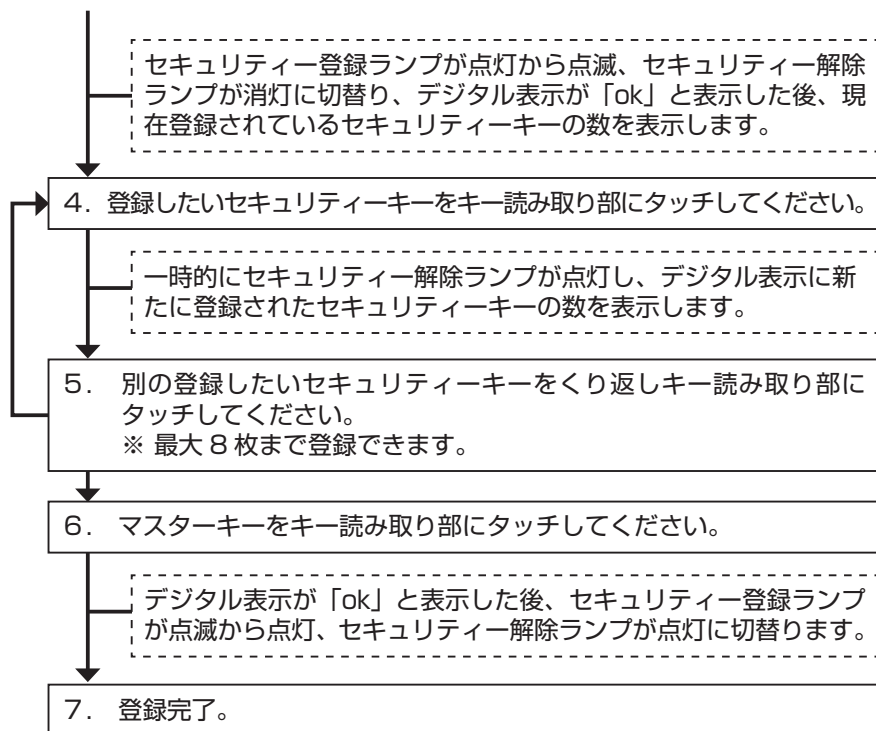 セキュリティー登録ランプが点灯から点滅、セキュリティー解除
ランプが消灯に切替り、デジタル表示が「ok」と表示した後、現
在登録されているセキュリティーキーの数を表示します。
4. 登録したいセキュリティーキーをキー読み取り部にタッチしてください。
一時的にセキュリティー解除ランプが点灯し、デジタル表示に新
たに登録されたセキュリティーキーの数を表示します。
5. 別の登録したいセキュリティーキーをくり返しキー読み取り部に
タッチしてください。
※ 最大 8 枚まで登録できます。
6. マスターキーをキー読み取り部にタッチしてください。
デジタル表示が「ok」と表示した後、セキュリティー登録ランプ
が点滅から点灯、セキュリティー解除ランプが点灯に切替ります。
7. 登録完了。